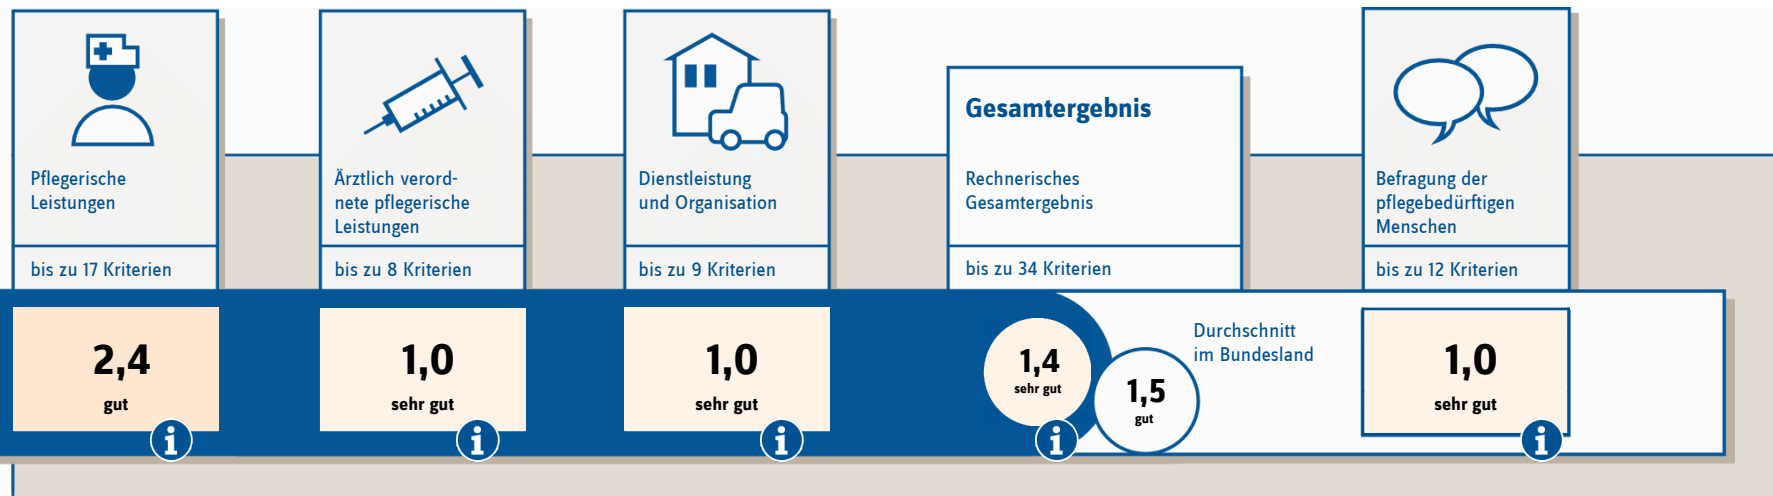 Pflegerische
Leistungen
bis zu 17 Kriterien
2,4
gut
Ärztlich verord-
nete pflegerische
Leistungen
bis zu 8 Kriterien
1,0
sehr gut
Dienstleistung
und Organisation
bis zu 9 Kriterien
1,0
sehr gut
Gesamtergebnis
Rechnerisches
Gesamtergebnis
bis zu 34 Kriterien
1,4
sehr gut
1,5
gut
Durchschnitt
im Bundesland
Befragung der
pflegebedürftigen
Menschen
bis zu 12 Kriterien
1,0
sehr gut